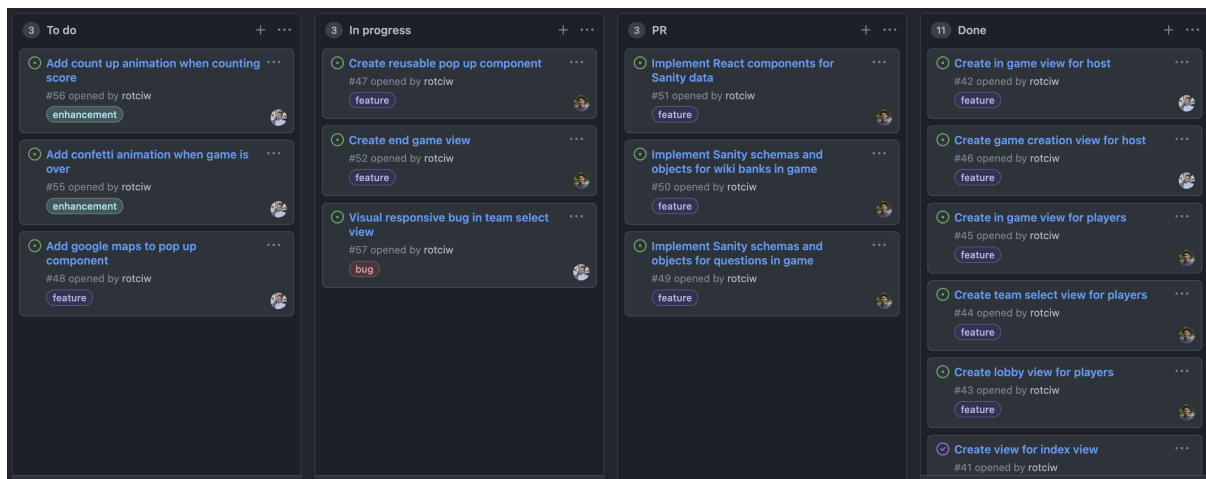 3 To do
Add count up animation when counting
score
#56 opened by rotciw
enhancement
Add confetti animation when game is
over
#55 opened by rotciw
enhancement
Add google maps to pop up
component
#48 opened by rotciw
feature
3 In progress
Create reusable pop up component
#47 opened by rotciw
feature
Create end game view
#52 opened by rotciw
feature
Visual responsive bug in team select
view
#57 opened by rotciw
bug
3 PR
Implement React components for
Sanity data
#51 opened by rotciw
feature
Implement Sanity schemas and
objects for wiki banks in game
#50 opened by rotciw
feature
Implement Sanity schemas and
objects for questions in game
#49 opened by rotciw
feature
11 Done
Create in game view for host
#42 opened by rotciw
feature
Create game creation view for host
#46 opened by rotciw
feature
Create in game view for players
#45 opened by rotciw
feature
Create team select view for players
#44 opened by rotciw
feature
Create lobby view for players
#43 opened by rotciw
feature
Create view for index view
#41 opened by rotciw